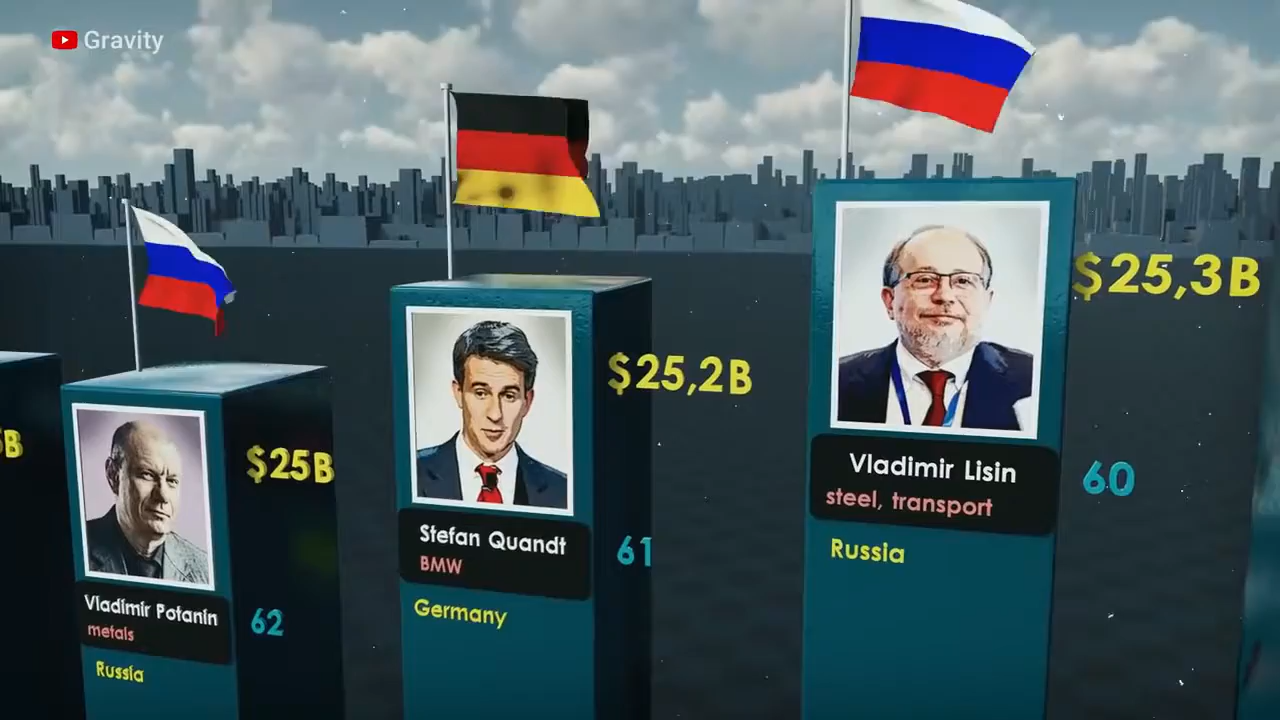 Gravity
B
$25B
Vladimir Potanin
metals
62
Russia
$25,2B
Stefan Quandt
BMW
61
Germany
$25,3B
Vladimir Lisin
steel, transport
60
Russia